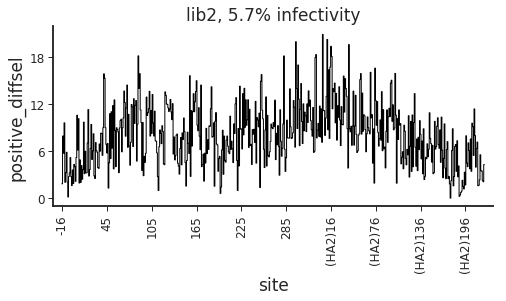 lib2, 5.7% infectivity
positive_diffsel
18
12
6
0
-16
45
105
165
225
285
(HA2)16
(HA2)76
(HA2)136
(HA2)196
site